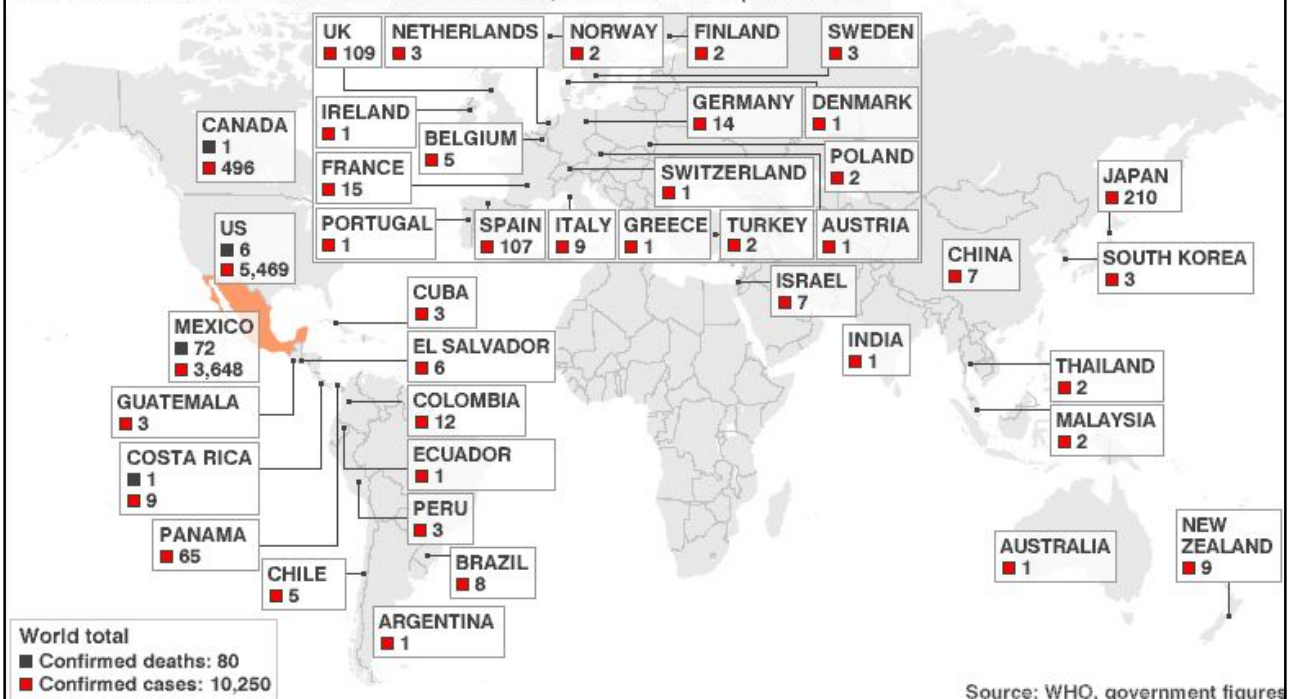 UK
109
NETHERLANDS
3
NORWAY
2
FINLAND
2
SWEDEN
3
IRELAND
1
BELGIUM
5
GERMANY
14
DENMARK
1
FRANCE
15
SWITZERLAND
1
POLAND
2
PORTUGAL
1
SPAIN
107
ITALY
9
GREECE
1
TURKEY
2
AUSTRIA
1
CANADA
1
496
US
6
5,469
MEXICO
72
3,648
GUATEMALA
3
COSTA RICA
1
9
PANAMA
65
CHILE
5
CUBA
3
EL SALVADOR
6
COLOMBIA
12
ECUADOR
1
PERU
3
BRAZIL
8
ARGENTINA
1
ISRAEL
7
INDIA
1
CHINA
7
JAPAN
210
SOUTH KOREA
3
THAILAND
2
MALAYSIA
2
AUSTRALIA
1
NEW
ZEALAND
9
World total
Confirmed deaths: 80
Confirmed cases: 10,250
Source: WHO, government figures